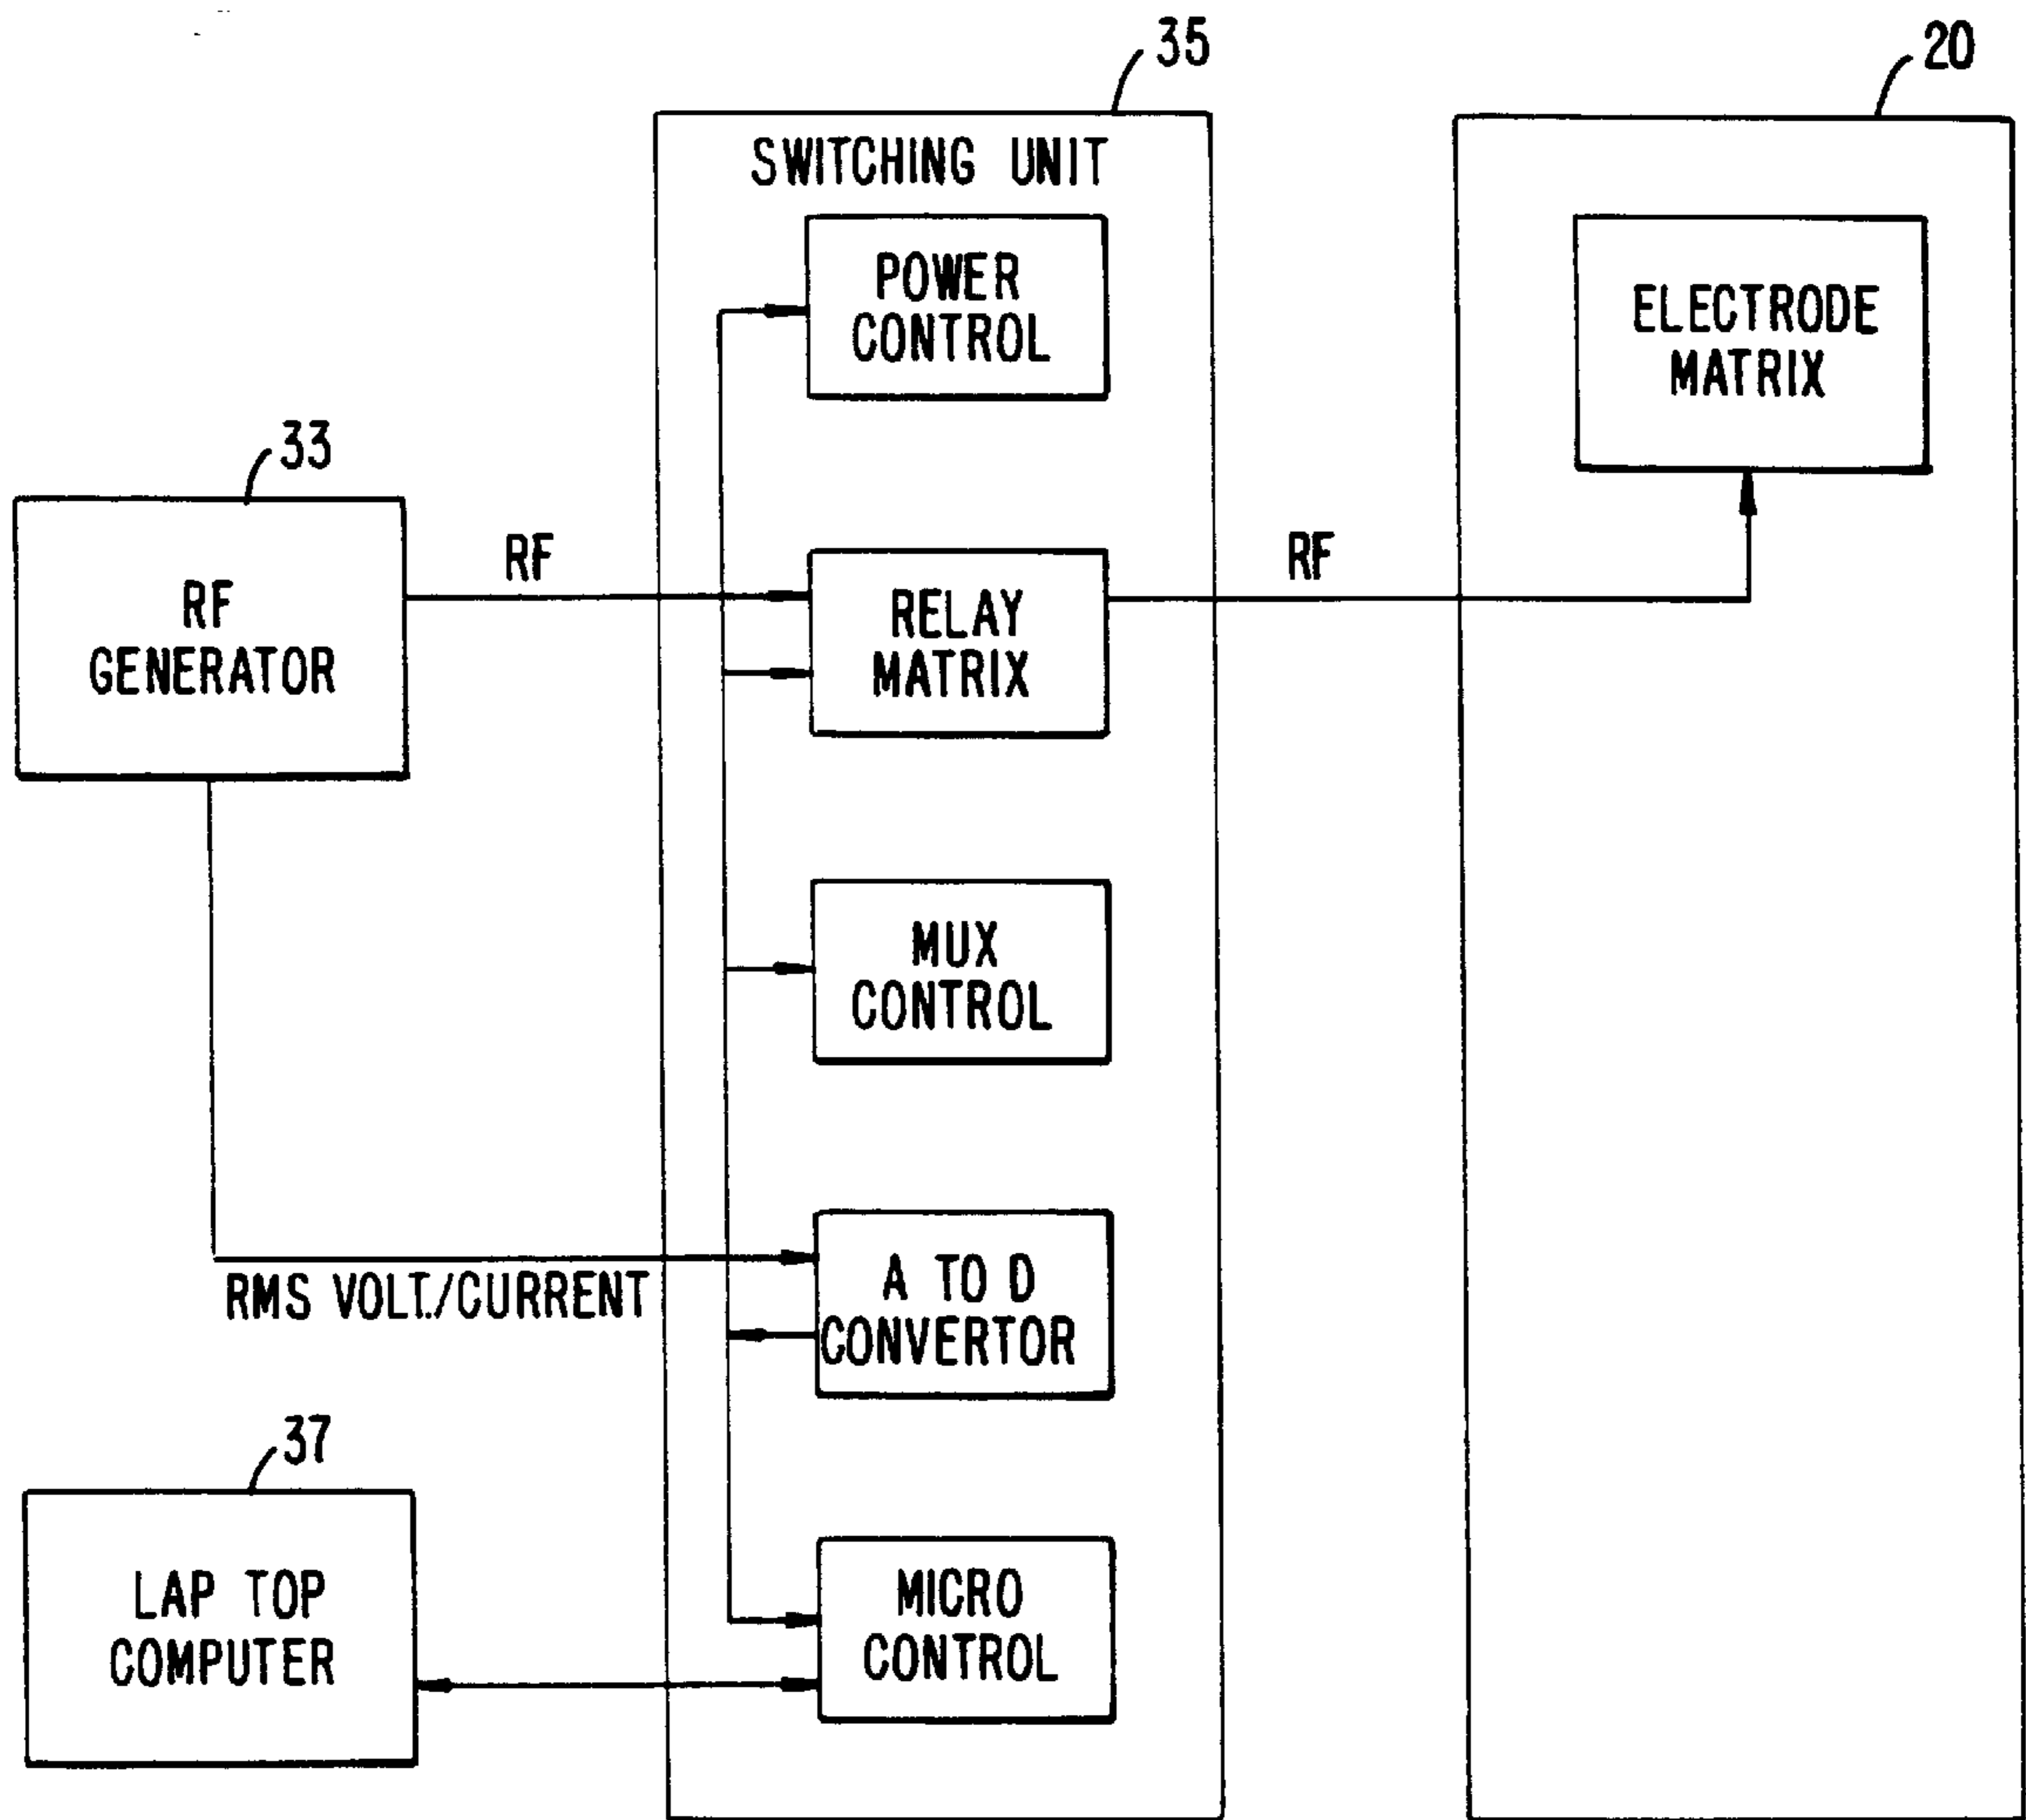 35
20
SWITCHING UNIT
POWER
CONTROL
ELECTRODE
MATRIX
33
RF
GENERATOR
RF
RELAY
MATRIX
RF
MUX
CONTROL
RMS VOLT./CURRENT
A TO D
CONVERTOR
37
LAP TOP
COMPUTER
MICRO
CONTROL